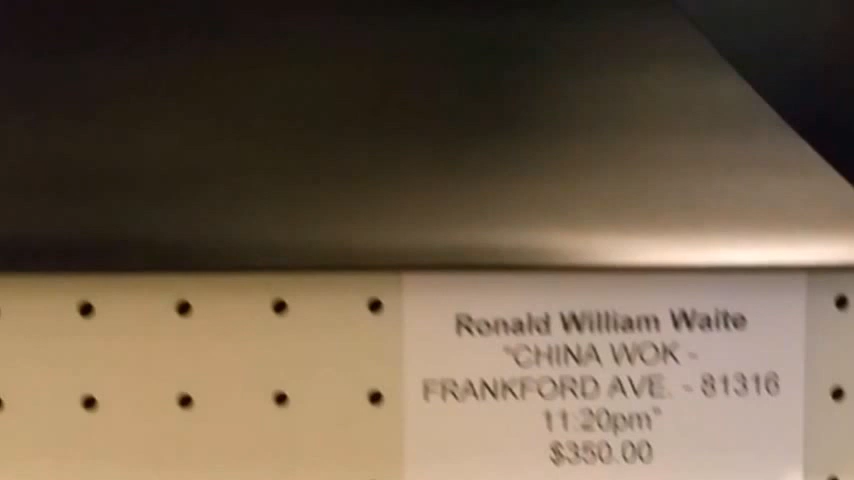 Ronald William Waite
"CHINA WOK -
FRANKFORD AVE. - 81316
11:20pm"
$350.00